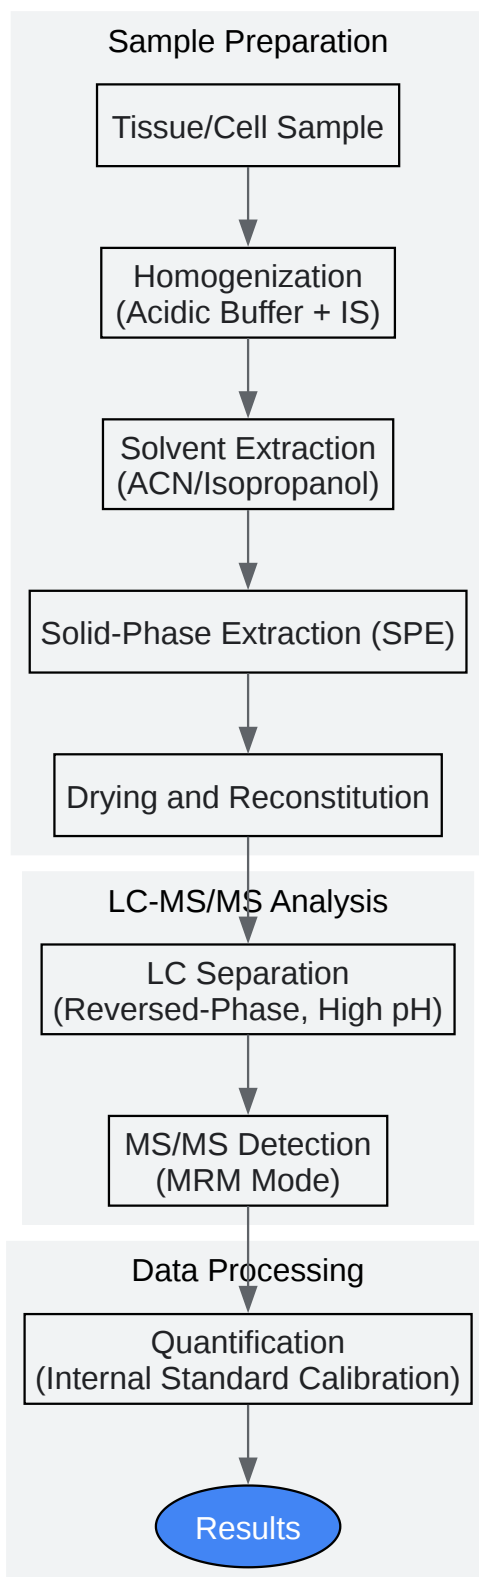 Sample Preparation
Tissue/Cell Sample
Homogenization
(Acidic Buffer + IS)
Solvent Extraction
(ACN/Isopropanol)
Solid-Phase Extraction (SPE)
Drying and Reconstitution
LC-MS/MS Analysis
LC Separation
(Reversed-Phase, High pH)
MS/MS Detection
(MRM Mode)
Data Processing
Quantification
(Internal Standard Calibration)
Results